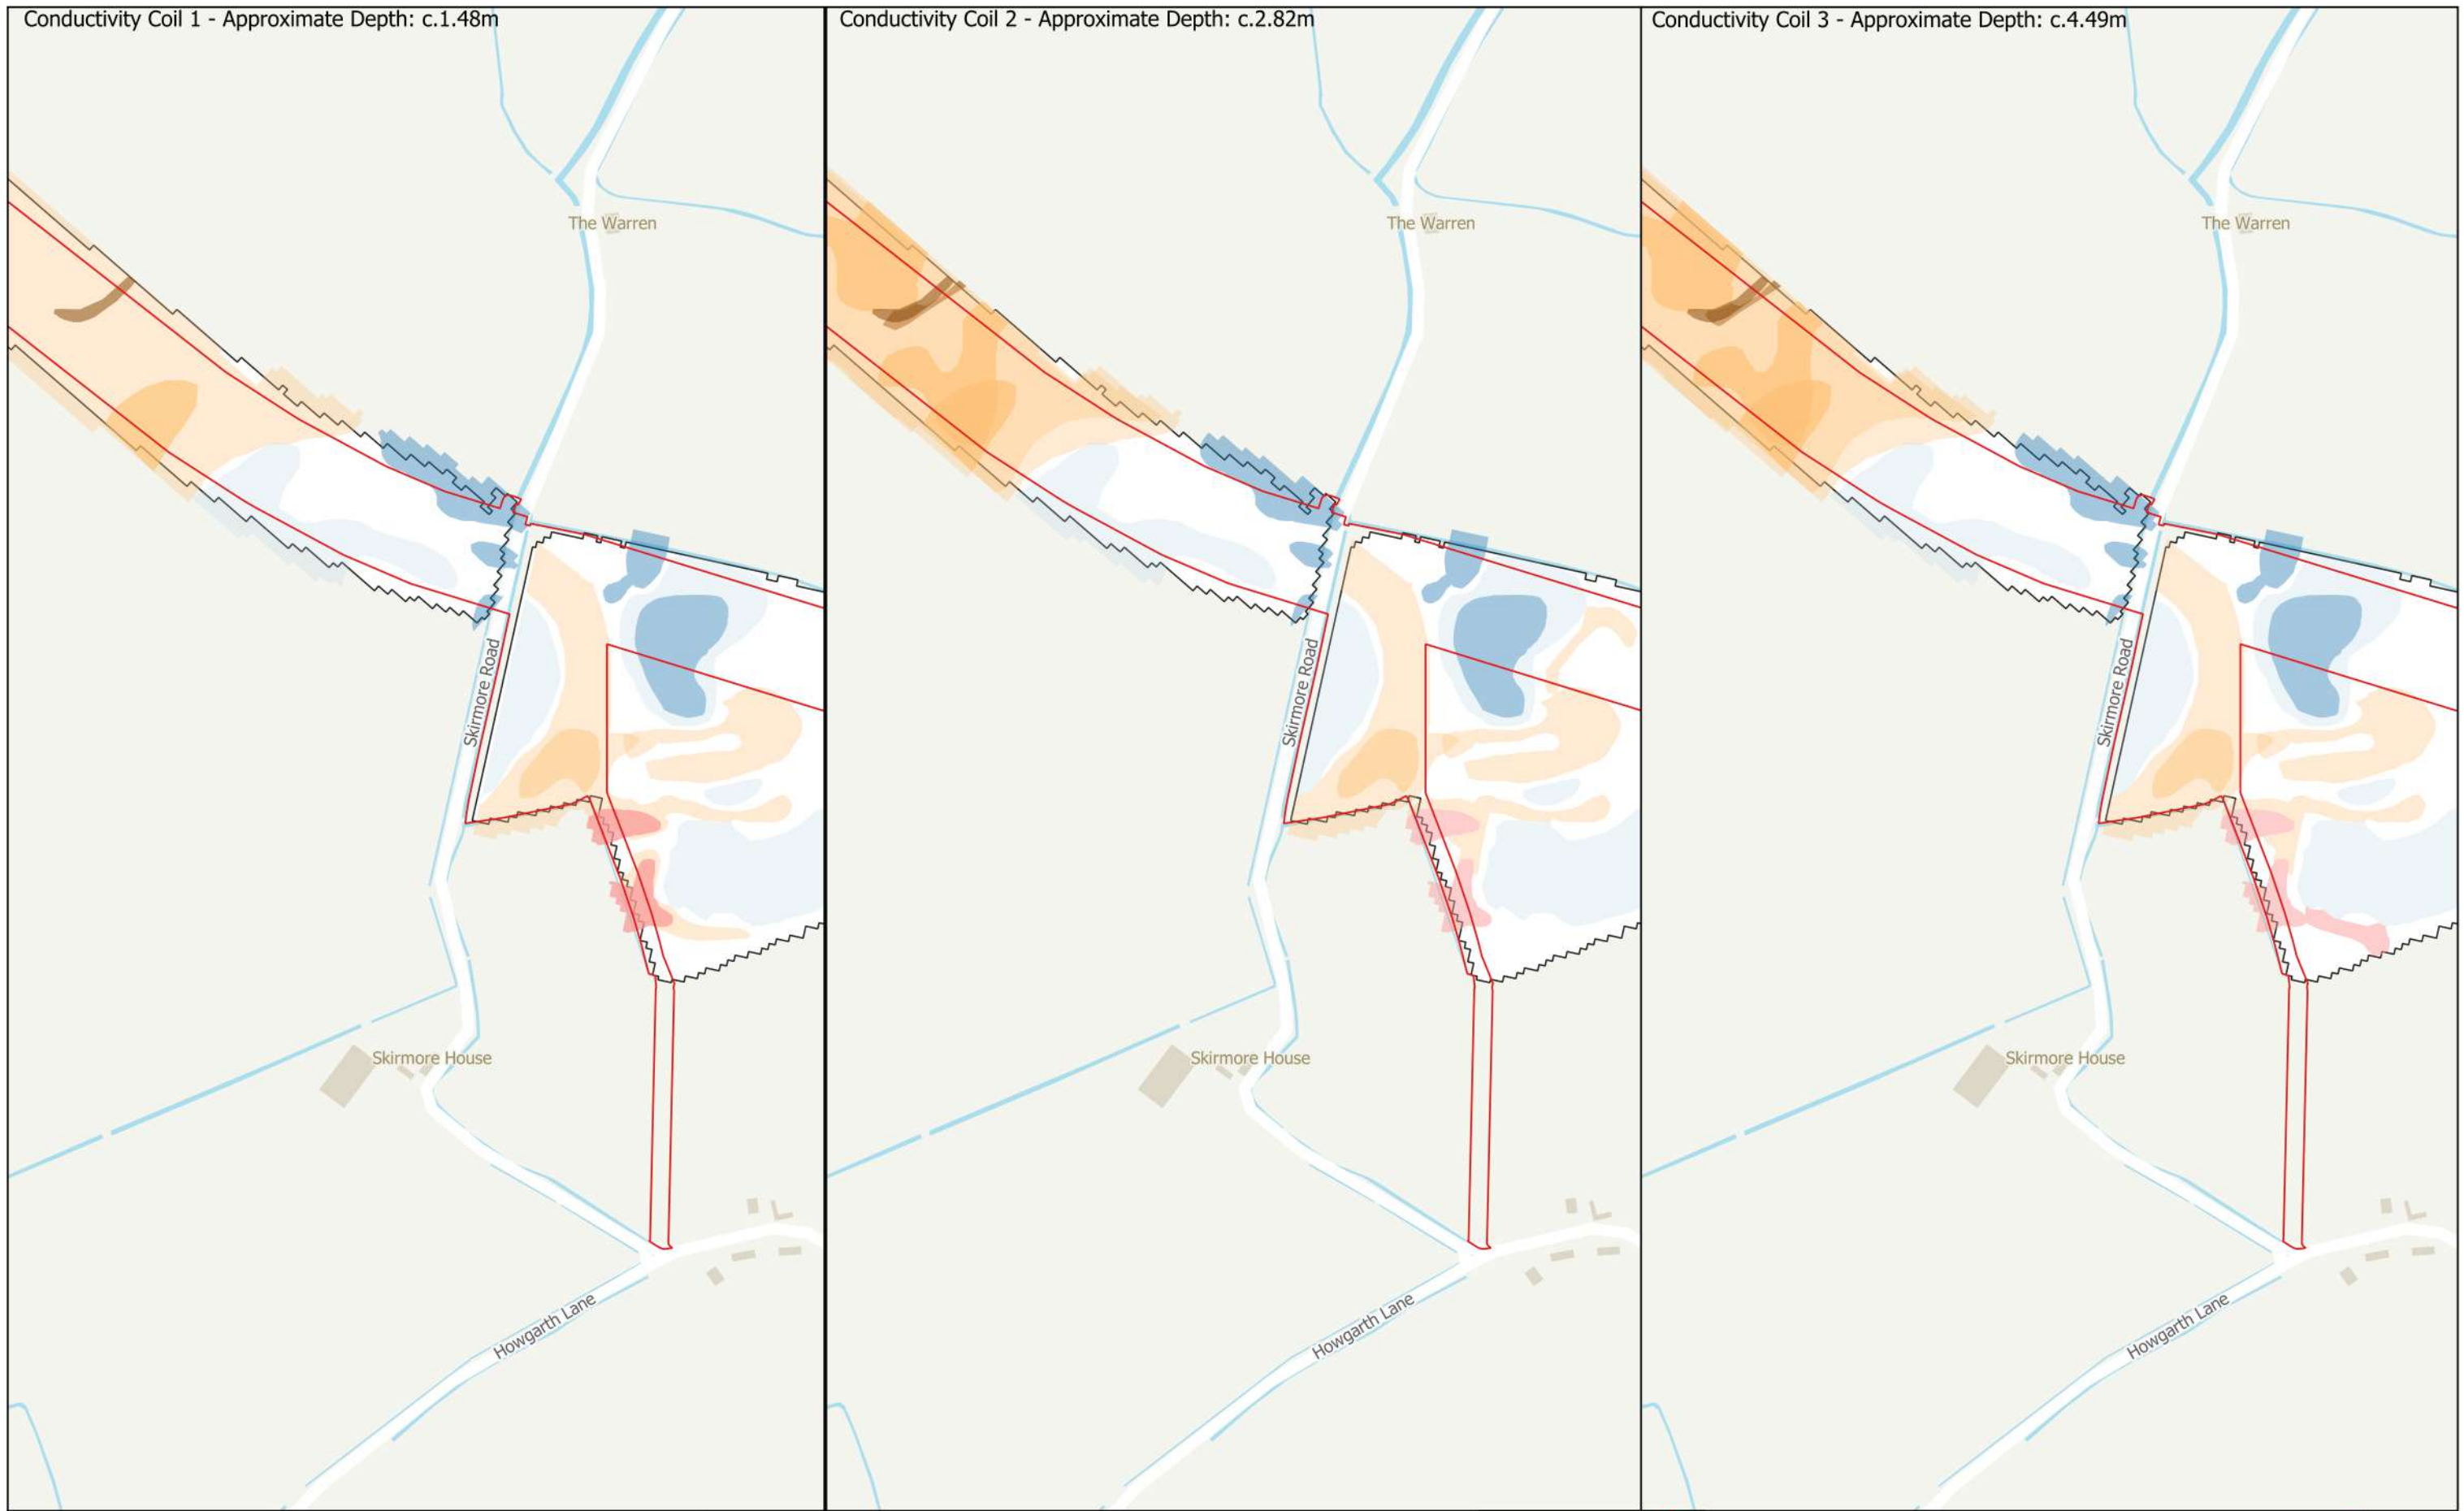 Conductivity Coil 1 - Approximate Depth: c.1.48m
The Warren
Skirmore Road
Skirmore House
Howgarth Lane
Conductivity Coil 2 - Approximate Depth: c.2.82m
The Warren
Skirmore Road
Skirmore House
Howgarth Lane
Conductivity Coil 3 - Approximate Depth: c.4.49m
The Warren
Skirmore Road
Skirmore House
Howgarth Lane